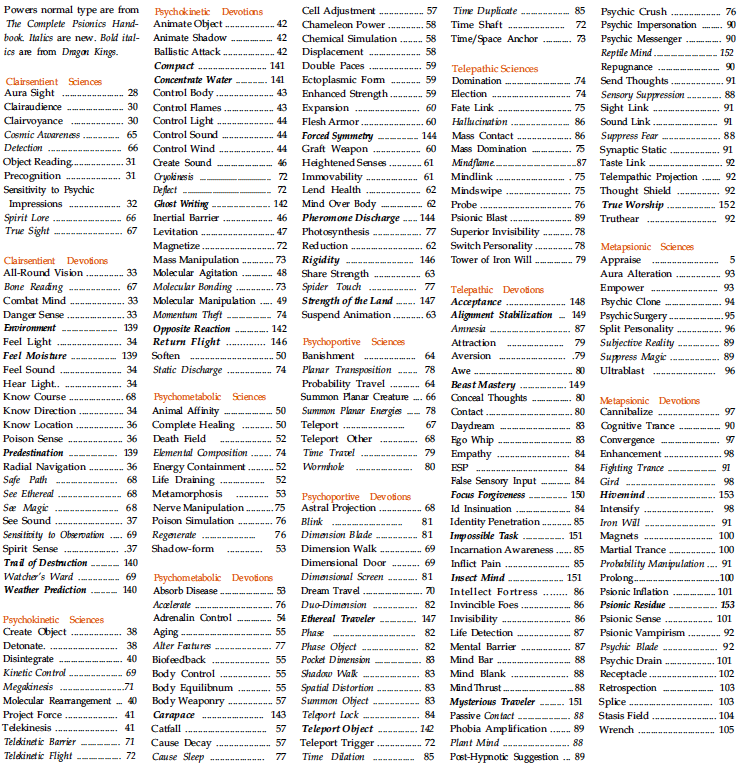 Powers normal type are from
The Complete Psionics Hand-
book. Italics are new. Bold ital-
ics are from Dragon Kings.
Clairsentient Sciences
Aura Sight 28
Clairaudience 30
Clairvoyance 30
Cosmic Awareness 65
Detection 66
Object Reading 31
Precognition 31
Sensitivity to Psychic
Impressions 32
Spirit Lore 66
True Sight 67
Clairsentient Devotions
All-Round Vision 33
Bone Reading 67
Combat Mind 33
Danger Sense 33
Environment 139
Feel Light 34
Feel Moisture 139
Feel Sound 34
Hear Light 34
Know Course 68
Know Direction 34
Know Location 36
Poison Sense 36
Predestination 139
Radial Navigation 36
Safe Path 68
See Ethereal 68
See Magic 68
See Sound 37
Sensitivity to Observation 69
Spirit Sense .37
Trail of Destruction 140
Watcher's Ward 69
Weather Prediction 140
Psychokinetic Sciences
Create Object 38
Detonate. 38
Disintegrate 40
Kinetic Control 69
Megakinesis 71
Molecular Rearrangement 40
Project Force 41
Telekinesis 41
Telekinetic Barrier 71
Telekinetic Flight 72
Psychokinetic Devotions
Animate Object 42
Animate Shadow 42
Ballistic Attack 42
Compact 141
Concentrate Water 141
Control Body 43
Control Flames 43
Control Light 44
Control Sound 44
Control Wind 44
Create Sound 46
Cryokinesis 72
Deflect 72
Ghost Writing 142
Inertial Barrier 46
Levitation 47
Magnetize 72
Mass Manipulation 73
Molecular Agitation 48
Molecular Bonding 73
Molecular Manipulation 49
Momentum Theft 74
Opposite Reaction 142
Return Flight 146
Soften 50
Static Discharge 74
Psychometabolic Sciences
Animal Affinity 50
Complete Healing 50
Death Field 52
Elemental Composition 74
Energy Containment 52
Life Draining 52
Metamorphosis 53
Nerve Manipulation 75
Poison Simulation 76
Regenerate 76
Shadow-form 53
Psychometabolic Devotions
Absorb Disease 53
Accelerate 76
Adrenalin Control 54
Aging 55
Alter Features 77
Biofeedback 55
Body Control 55
Body Equilibnum 55
Body Weaponry 57
Carapace 143
Catfall 57
Cause Decay 57
Cause Sleep 77
Cell Adjustment 57
Chameleon Power 58
Chemical Simulation 58
Displacement 58
Double Paces 59
Ectoplasmic Form 59
Enhanced Strength 59
Expansion 60
Flesh Armor 60
Forced Symmetry 144
Graft Weapon 60
Heightened Senses 61
Immovability 61
Lend Health 62
Mind Over Body 62
Pheromone Discharge 144
Photosynthesis 77
Reduction 62
Rigidity 146
Share Strength 63
Spider Touch 77
Strength of the Land 147
Suspend Animation 63
Psychoportive Sciences
Banishment 64
Planar Transposition 78
Probability Travel 64
Summon Planar Creature 66
Summon Planar Energies 78
Teleport 67
Teleport Other 68
Time Travel 79
Wormhole 80
Psychoportive Devotions
Astral Projection 68
Blink 81
Dimension Blade 81
Dimension Walk 69
Dimensional Door 69
Dimensional Screen 81
Dream Travel 70
Duo-Dimension 82
Ethereal Traveler 147
Phase 82
Phase Object 82
Pocket Dimension 83
Shadow Walk 83
Spatial Distortion 83
Summon Object 83
Teleport Lock 84
Teleport Object 142
Teleport Trigger 72
Time Dilation 85
Time Duplicate 85
Time Shaft 72
Time/Space Anchor 73
Telepathic Sciences
Domination .74
Election 74
Fate Link 75
Hallucination 86
Mass Contact 86
Mass Domination 75
Mindflame 87
Mindlink .75
Mindswipe 75
Probe 76
Psionic Blast 89
Superior Invisibility 78
Switch Personality 78
Tower of Iron Will 79
Telepathic Devotions
Acceptance 148
Alignment Stabilization 149
Amnesia 87
Attraction .79
Aversion .79
Awe 80
Beast Mastery 149
Conceal Thoughts 80
Contact 80
Daydream 83
Ego Whip 83
Empathy 84
ESP 84
False Sensory Input 84
Focus Forgiveness 150
Id Insinuation 84
Identity Penetration 85
Impossible Task 151
Incarnation Awareness 85
Inflict Pain 85
Insect Mind 151
Intellect Fortress 86
Invincible Foes 86
Invisibility 86
Life Detection 87
Mental Barrier 87
Mind Bar 88
Mind Blank 88
Mind Thrust 88
Mysterious Traveler 151
Passive Contact 88
Phobia Amplification 89
Plant Mind 88
Post-Hypnotic Suggestion 89
Psychic Crush 76
Psychic Impersonation 90
Psychic Messenger 90
Reptile Mind 152
Repugnance 90
Send Thoughts 91
Sensory Suppression 88
Sight Link 91
Sound Link 91
Suppress Fear 88
Synaptic Static 91
Taste Link 92
Telempathic Projection 92
Thought Shield 92
True Worship 152
Truthear 92
Metapsionic Sciences
Appraise 5
Aura Alteration 93
Empower 93
Psychic Clone 94
Psychic Surgery 95
Split Personality 96
Subjective Reality 89
Suppress Magic 89
Ultrablast 96
Metapsionic Devotions
Cannibalize 97
Cognitive Trance 90
Convergence 97
Enhancement 98
Fighting Trance 91
Gird 98
Hivemind 153
Intensify 98
Iron Will 91
Magnets 100
Martial Trance 100
Probability Manipulation 91
Prolong 100
Psionic Inflation 101
Psionic Residue 153
Psionic Sense 101
Psionic Vampirism 92
Psychic Blade 92
Psychic Drain 101
Receptacle 102
Retrospection 103
Splice 103
Stasis Field 104
Wrench 105